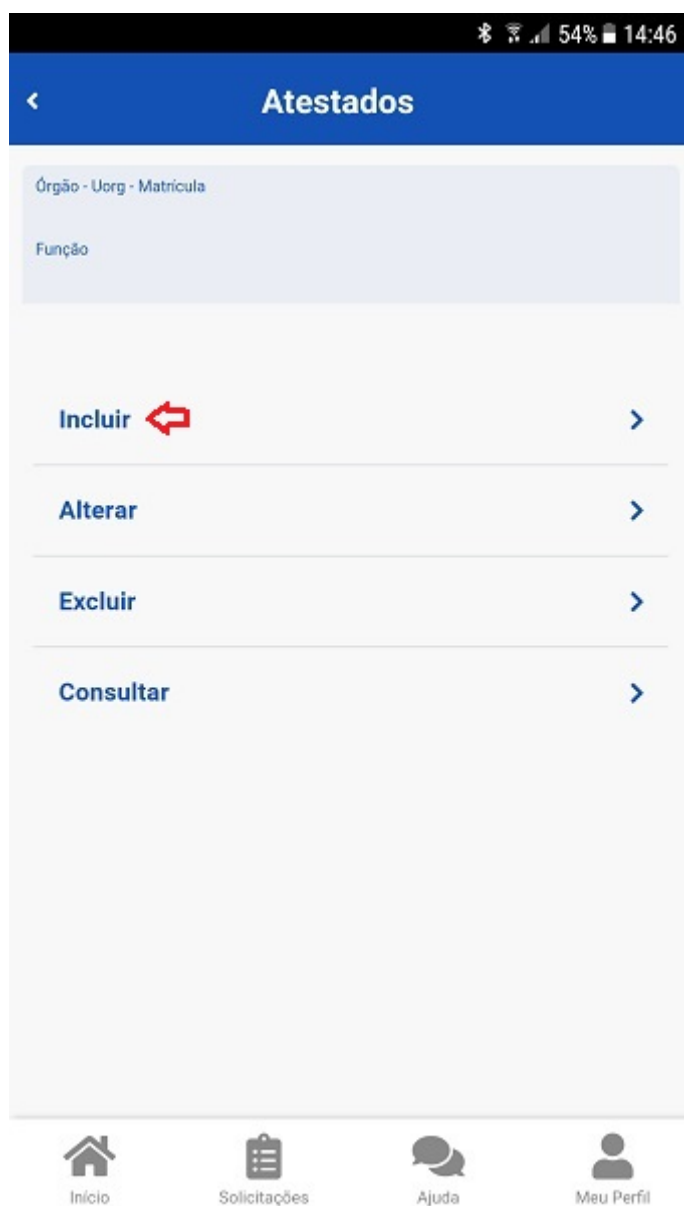 54% 14:46
Atestados
Órgão - Uorg - Matrícula
Função
Incluir
Alterar
Excluir
Consultar
Início Solicitações Ajuda Meu Perfil